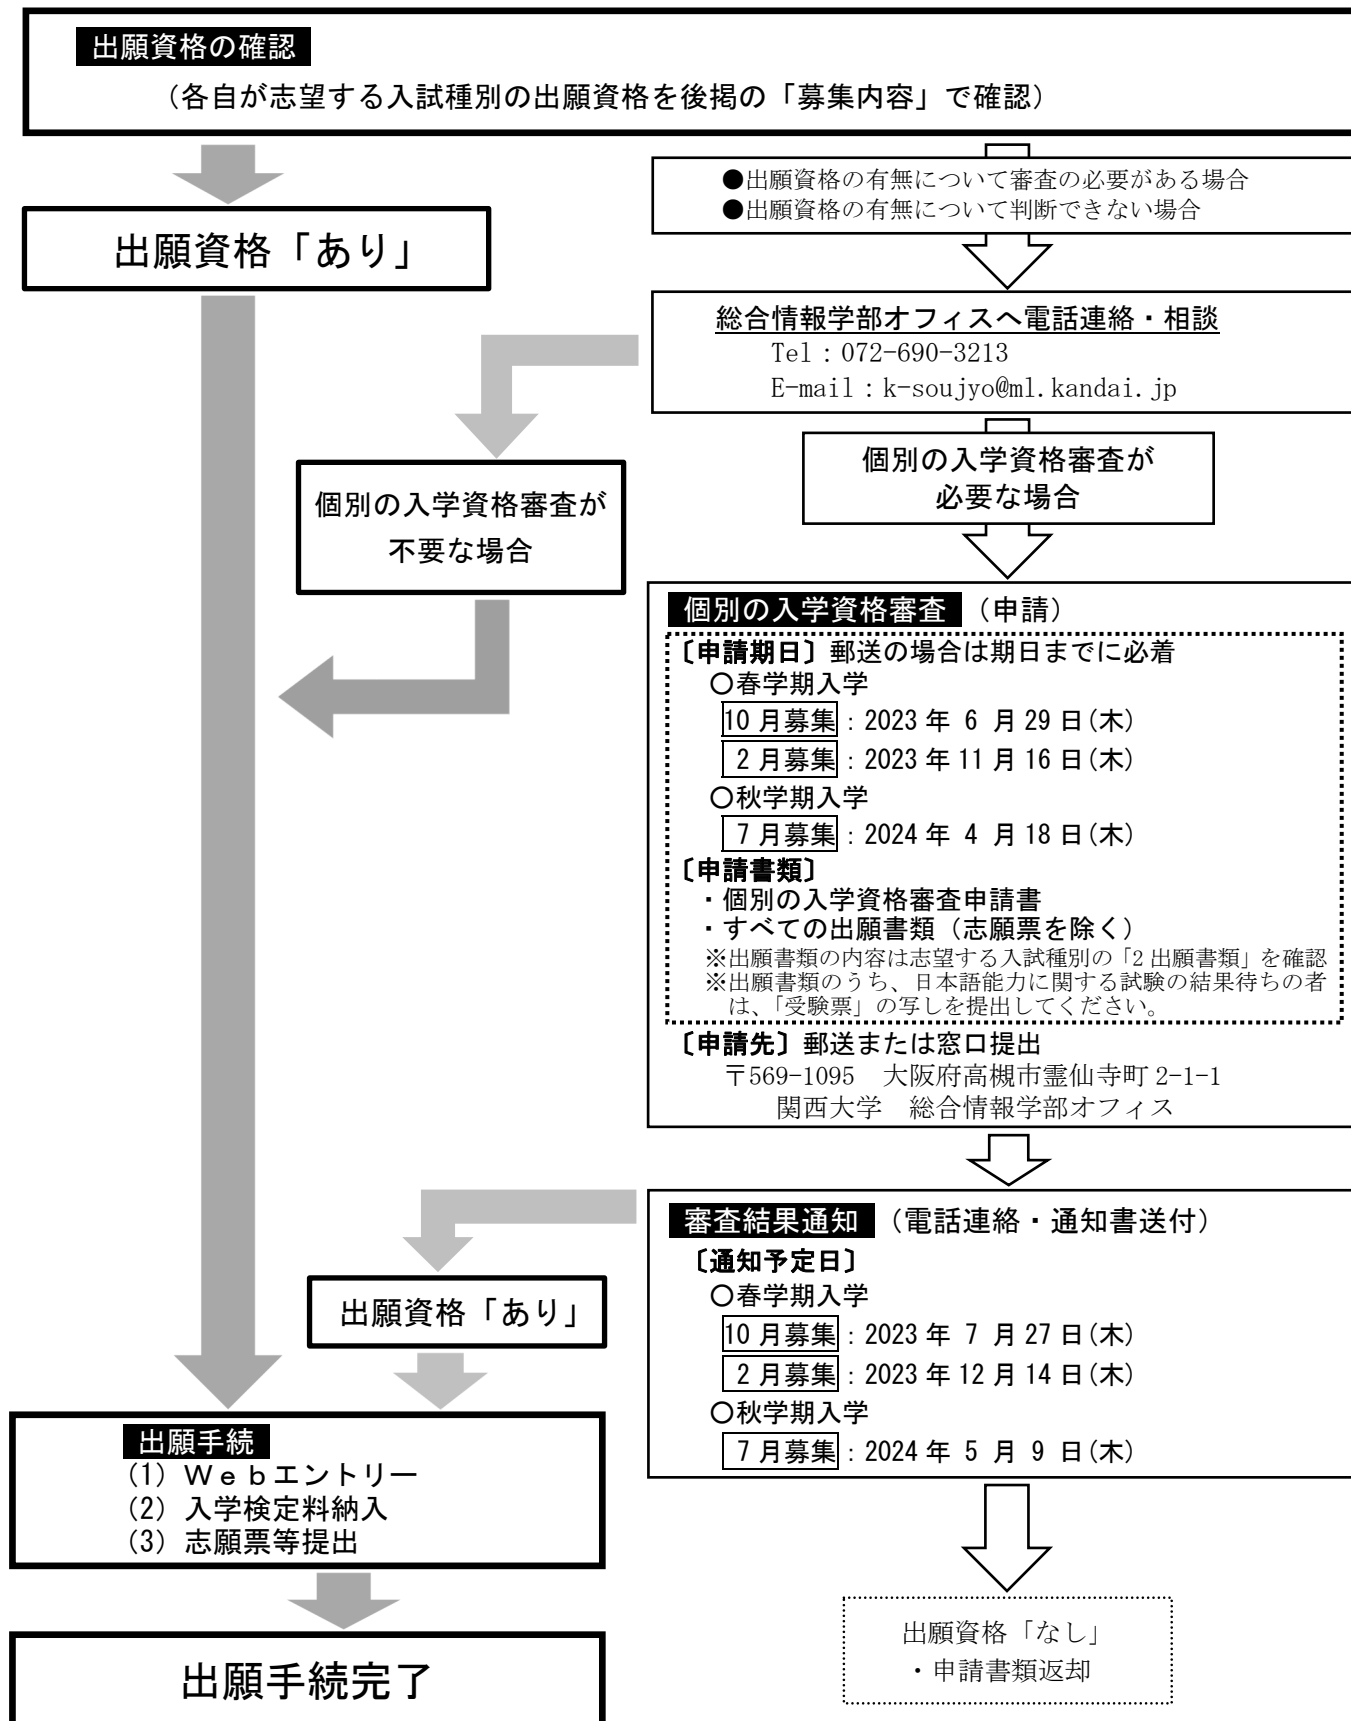 出願資格の確認
（各自が志望する入試種別の出願資格を後掲の「募集内容」で確認）
●出願資格の有無について審査の必要がある場合
●出願資格の有無について判断できない場合
出願資格「あり」
総合情報学部オフィスへ電話連絡・相談
Tel：072-690-3213
E-mail：k-soujyo@ml.kandai.jp
個別の入学資格審査が
不要な場合
個別の入学資格審査が
必要な場合
個別の入学資格審査（申請）
〔申請期日〕郵送の場合は期日までに必着
○春学期入学
10月募集：2023年 6 月29日(木)
2月募集：2023年11月16日(木)
○秋学期入学
7月募集：2024年 4 月18日(木)
〔申請書類〕
・個別の入学資格審査申請書
・すべての出願書類（志願票を除く）
※出願書類の内容は志望する入試種別の「2 出願書類」を確認
※出願書類のうち、日本語能力に関する試験の結果待ちの者
は、「受験票」の写しを提出してください。
〔申請先〕郵送または窓口提出
〒569-1095　大阪府高槻市霊仙寺町2-1-1
関西大学　総合情報学部オフィス
審査結果通知（電話連絡・通知書送付）
〔通知予定日〕
○春学期入学
10月募集：2023年 7 月27日(木)
2月募集：2023年12月14日(木)
○秋学期入学
7月募集：2024年 5 月 9 日(木)
出願資格「あり」
出願手続
(1) Ｗｅｂエントリー
(2) 入学検定料納入
(3) 志願票等提出
出願手続完了
出願資格「なし」
・申請書類返却